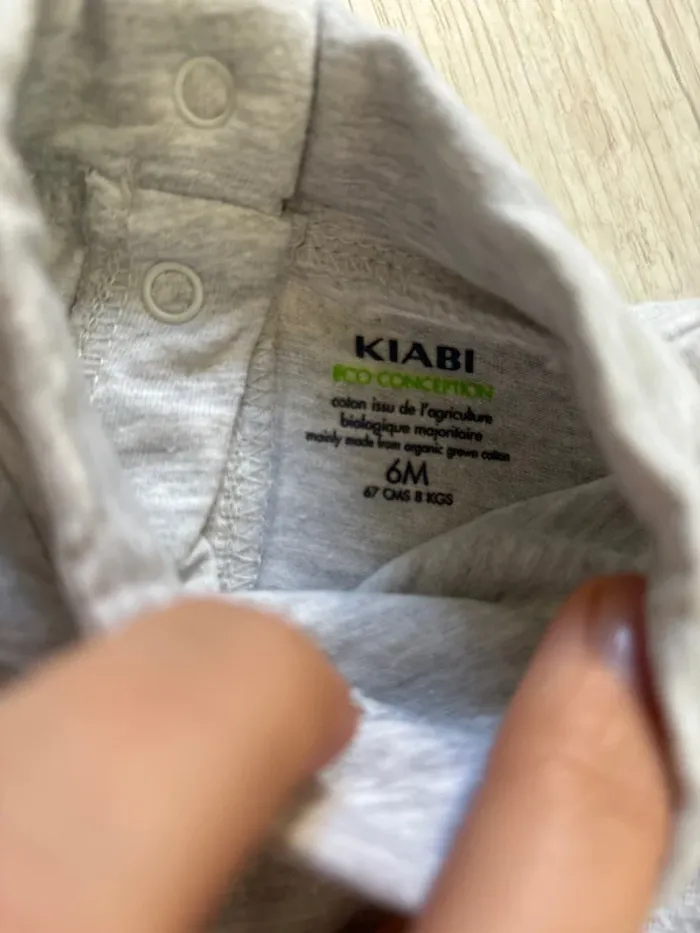 KIABI
ECO CONCEPTION
coton issu de l'agriculture
biologique majoritaire
mainly made from organic grown cotton
6M
67 CMS 8 KGS